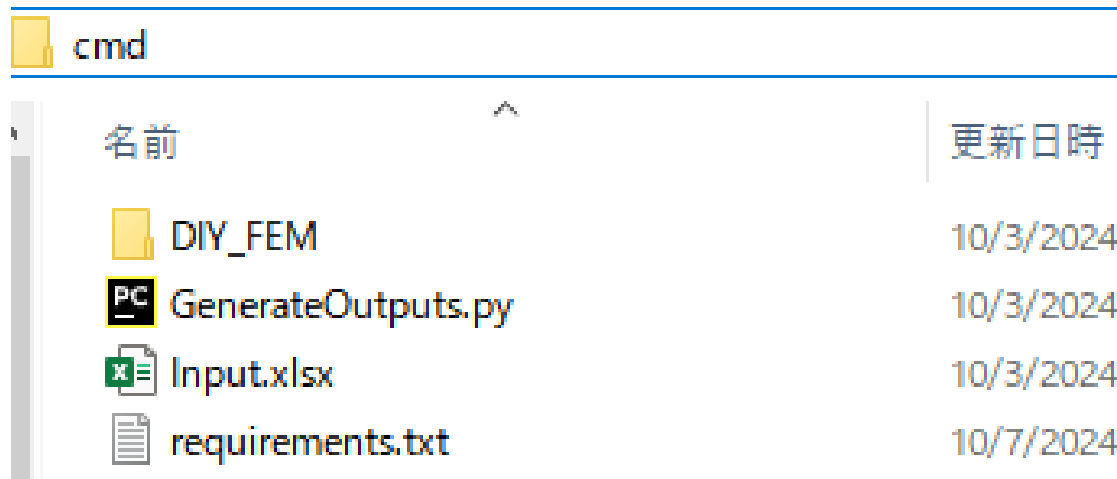 cmd
名前 更新日時
DIY_FEM 10/3/2024
PC GenerateOutputs.py 10/3/2024
X Input.xlsx 10/3/2024
requirements.txt 10/7/2024